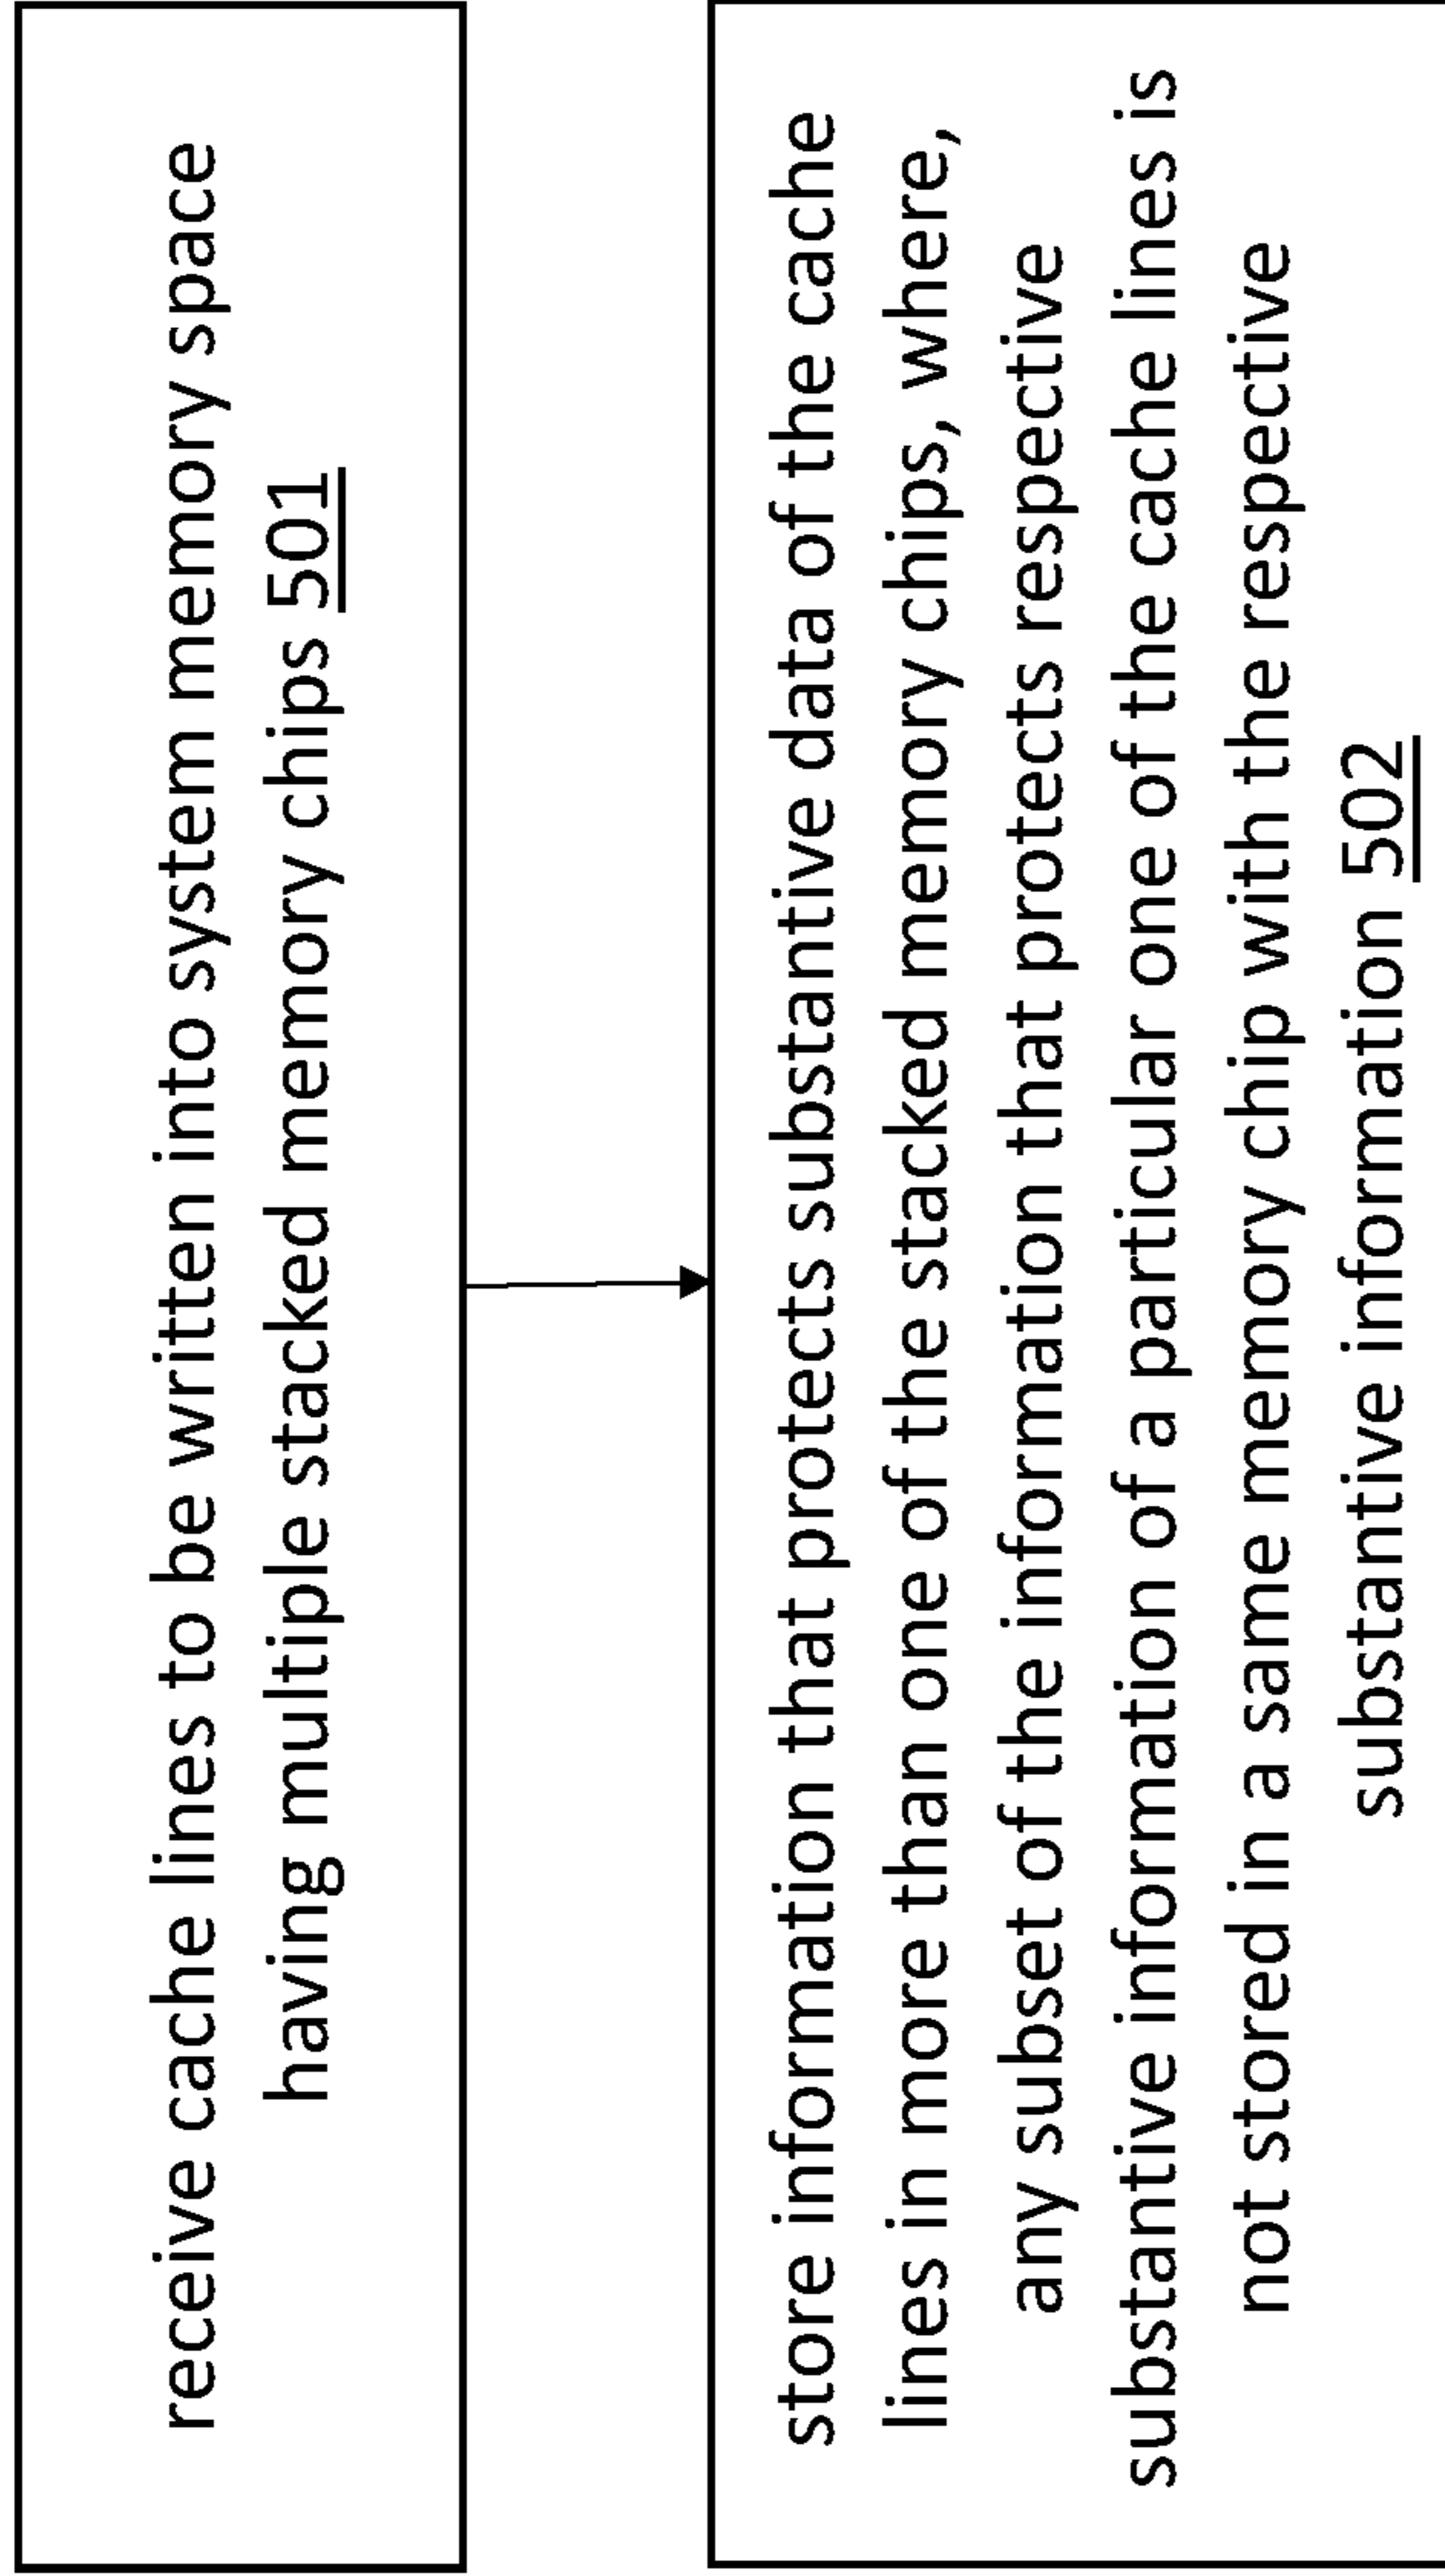 receive cache lines to be written into system memory space
having multiple stacked memory chips 501
store information that protects substantive data of the cache
lines in more than one of the stacked memory chips, where,
any subset of the information that protects respective
substantive information of a particular one of the cache lines is
not stored in a same memory chip with the respective
substantive information 502